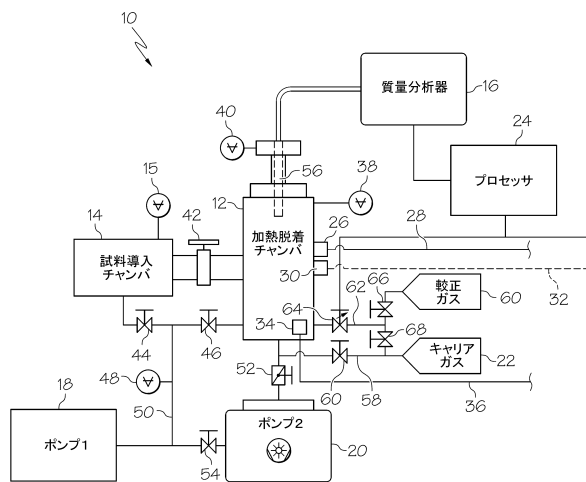 10
質量分析器
16
40
24
プロセッサ
56
15
38
42
12
26
14
加熱脱着
チャンバ
28
試料導入
チャンバ
30
66
32
62
較正
ガス
60
64
34
68
44
46
キャリア
ガス
22
48
52
60
58
36
18
50
ポンプ1
ポンプ2
54
20